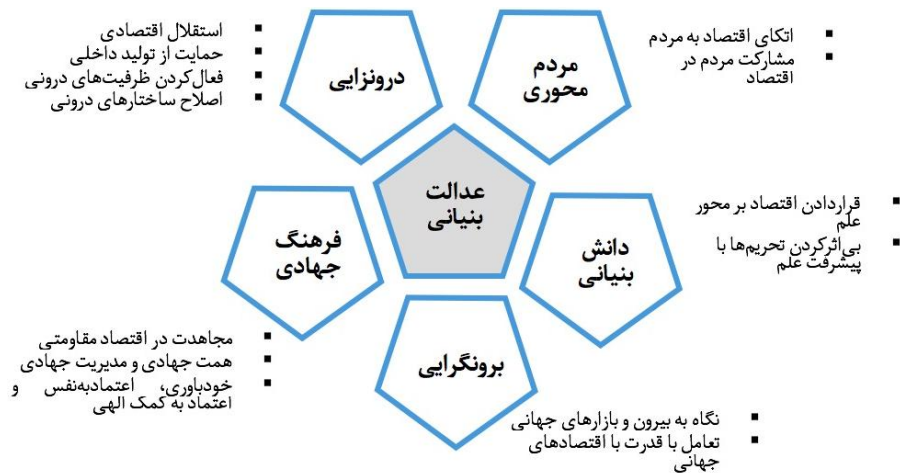 مردم
محوری
اتکای اقتصاد به مردم
مشارکت مردم در
اقتصاد
دانش
بنیانی
قراردادن اقتصاد بر محور
علم
بی‌اثرکردن تحریم‌ها با
پیشرفت علم
برونگرایی
نگاه به بیرون و بازارهای جهانی
تعامل با قدرت با اقتصادهای
جهانی
فرهنگ
جهادی
مجاهدت در اقتصاد مقاومتی
همت جهادی و مدیریت جهادی
خودباوری، اعتمادبه‌نفس و
اعتماد به کمک الهی
درونزایی
استقلال اقتصادی
حمایت از تولید داخلی
فعال‌کردن ظرفیت‌های درونی
اصلاح ساختارهای درونی
عدالت
بنیانی